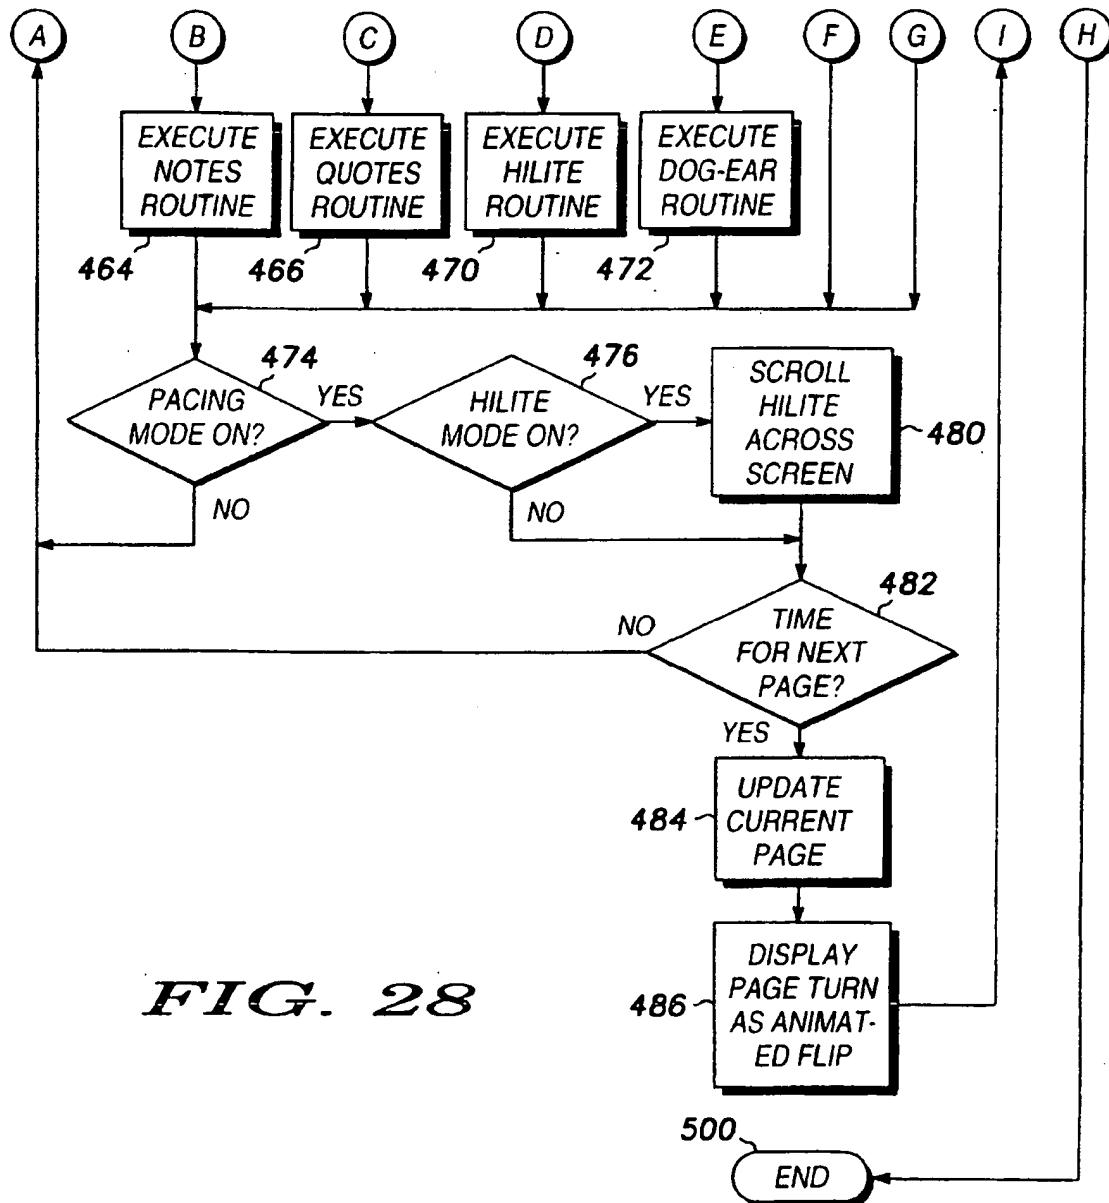 A B C D E F G I H
EXECUTE
NOTES
ROUTINE
464
EXECUTE
QUOTES
ROUTINE
466
EXECUTE
HILITE
ROUTINE
470
EXECUTE
DOG-EAR
ROUTINE
472
474
PACING
MODE ON?
YES
NO
476
HILITE
MODE ON?
YES
NO
SCROLL
HILITE
ACROSS
SCREEN
480
482
TIME
FOR NEXT
PAGE?
NO
YES
UPDATE
CURRENT
PAGE
484
DISPLAY
PAGE TURN
AS ANIMAT-
ED FLIP
486
FIG. 28
500
END